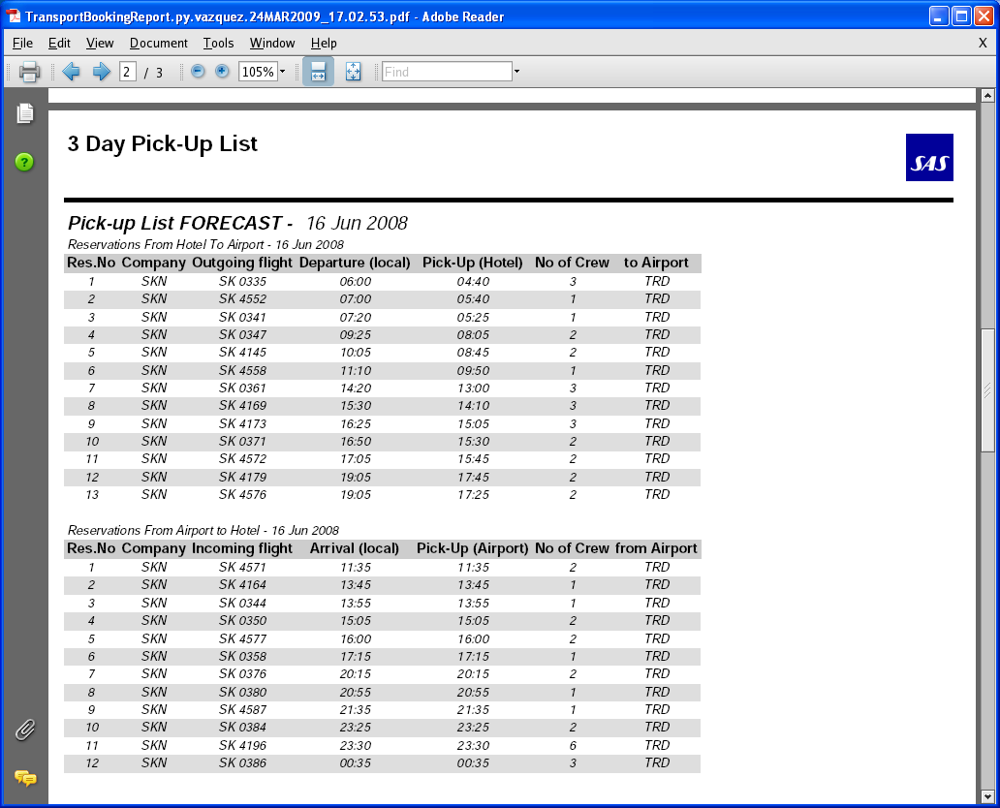 TransportBookingReport.py.vazquez.24MAR2009_17.02.53.pdf - Adobe Reader
File Edit View Document Tools Window Help X
2 / 3 105% Find
3 Day Pick-Up List
SAS
Pick-up List FORECAST - 16 Jun 2008
Reservations From Hotel To Airport - 16 Jun 2008
Res.No Company Outgoing flight Departure (local) Pick-Up (Hotel) No of Crew to Airport
1 SKN SK 0335 06:00 04:40 3 TRD
2 SKN SK 4552 07:00 05:40 1 TRD
3 SKN SK 0341 07:20 05:25 1 TRD
4 SKN SK 0347 09:25 08:05 2 TRD
5 SKN SK 4145 10:05 08:45 2 TRD
6 SKN SK 4558 11:10 09:50 1 TRD
7 SKN SK 0361 14:20 13:00 3 TRD
8 SKN SK 4169 15:30 14:10 3 TRD
9 SKN SK 4173 16:25 15:05 3 TRD
10 SKN SK 0371 16:50 15:30 2 TRD
11 SKN SK 4572 17:05 15:45 2 TRD
12 SKN SK 4179 19:05 17:45 2 TRD
13 SKN SK 4576 19:05 17:25 2 TRD
Reservations From Airport to Hotel - 16 Jun 2008
Res.No Company Incoming flight Arrival (local) Pick-Up (Airport) No of Crew from Airport
1 SKN SK 4571 11:35 11:35 2 TRD
2 SKN SK 4164 13:45 13:45 1 TRD
3 SKN SK 0344 13:55 13:55 1 TRD
4 SKN SK 0350 15:05 15:05 2 TRD
5 SKN SK 4577 16:00 16:00 2 TRD
6 SKN SK 0358 17:15 17:15 1 TRD
7 SKN SK 0376 20:15 20:15 2 TRD
8 SKN SK 0380 20:55 20:55 1 TRD
9 SKN SK 4587 21:35 21:35 1 TRD
10 SKN SK 0384 23:25 23:25 2 TRD
11 SKN SK 4196 23:30 23:30 6 TRD
12 SKN SK 0386 00:35 00:35 3 TRD